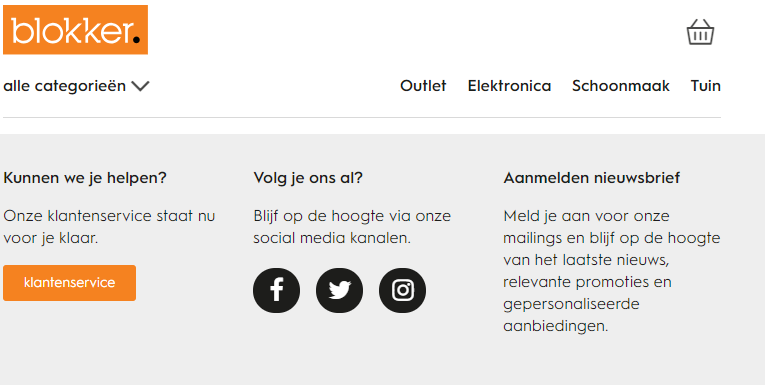 blokker.
alle categorieën
Outlet Elektronica Schoonmaak Tuin
Kunnen we je helpen?
Onze klantenservice staat nu
voor je klaar.
klantenservice
Volg je ons al?
Blijf op de hoogte via onze
social media kanalen.
Aanmelden nieuwsbrief
Meld je aan voor onze
mailings en blijf op de hoogte
van het laatste nieuws,
relevante promoties en
gepersonaliseerde
aanbiedingen.